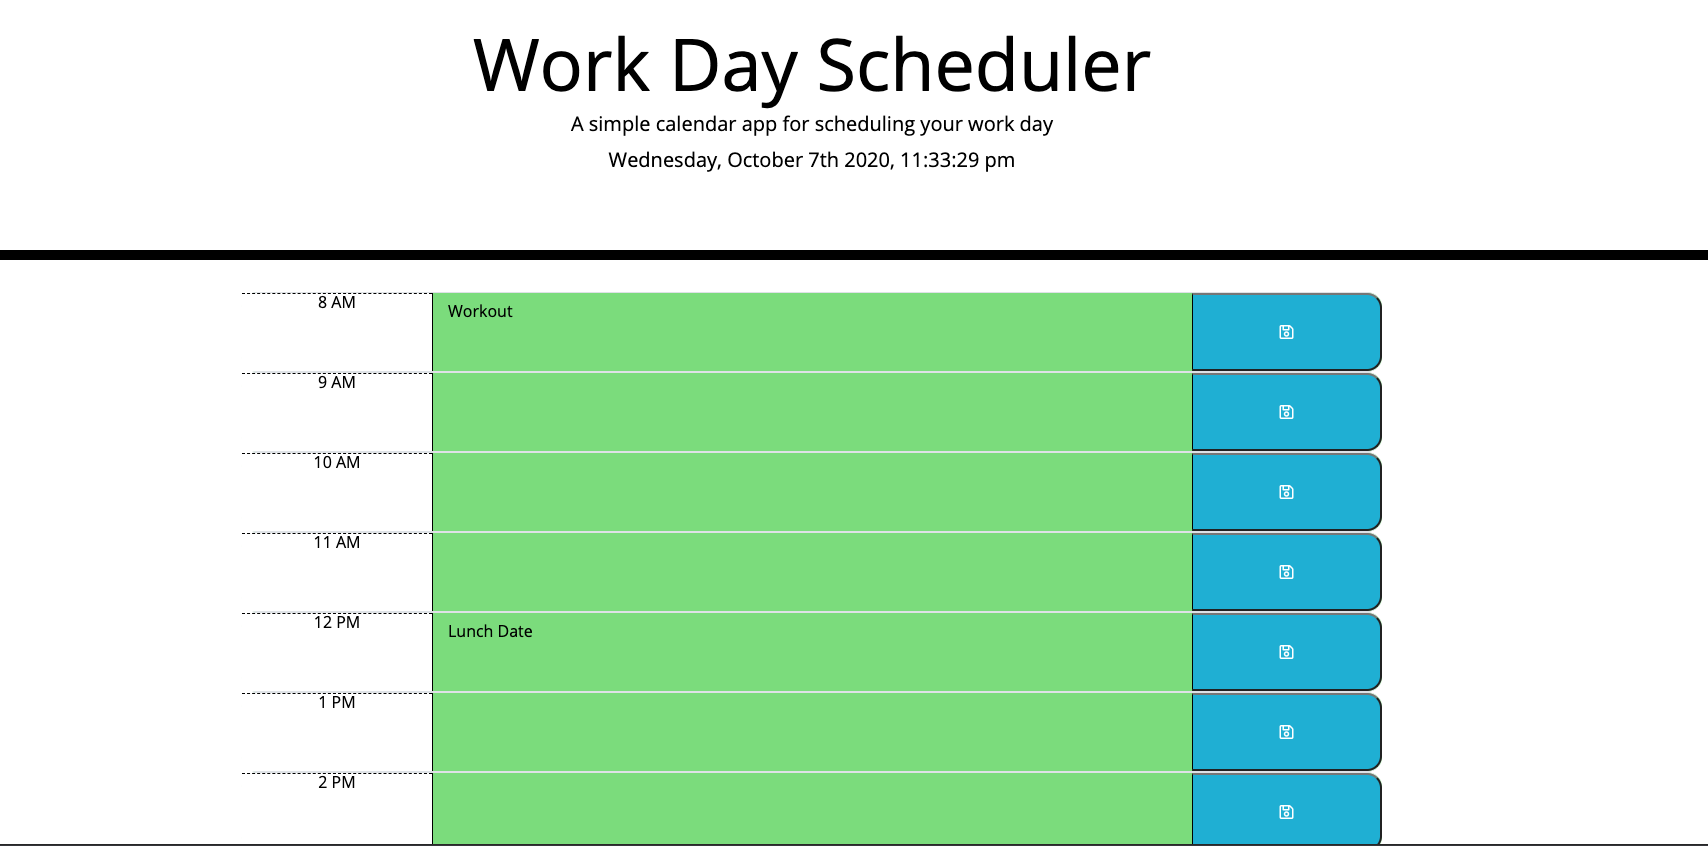 Work Day Scheduler
A simple calendar app for scheduling your work day
Wednesday, October 7th 2020, 11:33:29 pm
8 AM
Workout
9 AM
10 AM
11 AM
12 PM
Lunch Date
1 PM
2 PM